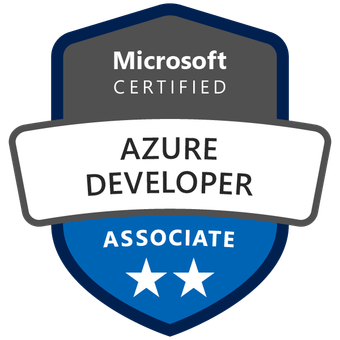 Microsoft
CERTIFIED
AZURE
DEVELOPER
ASSOCIATE